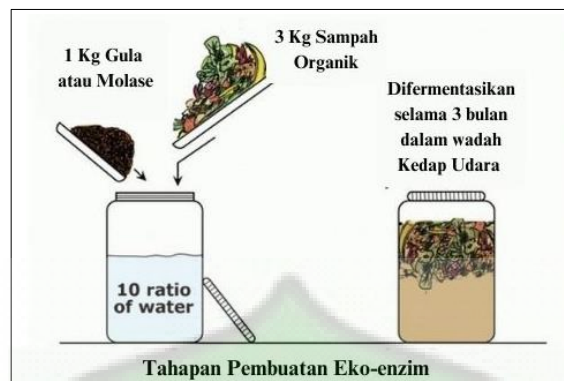 1 Kg Gula
atau Molase
3 Kg Sampah
Organik
Difermentasikan
selama 3 bulan
dalam wadah
Kedap Udara
10 ratio
of water
Tahapan Pembuatan Eko-enzim